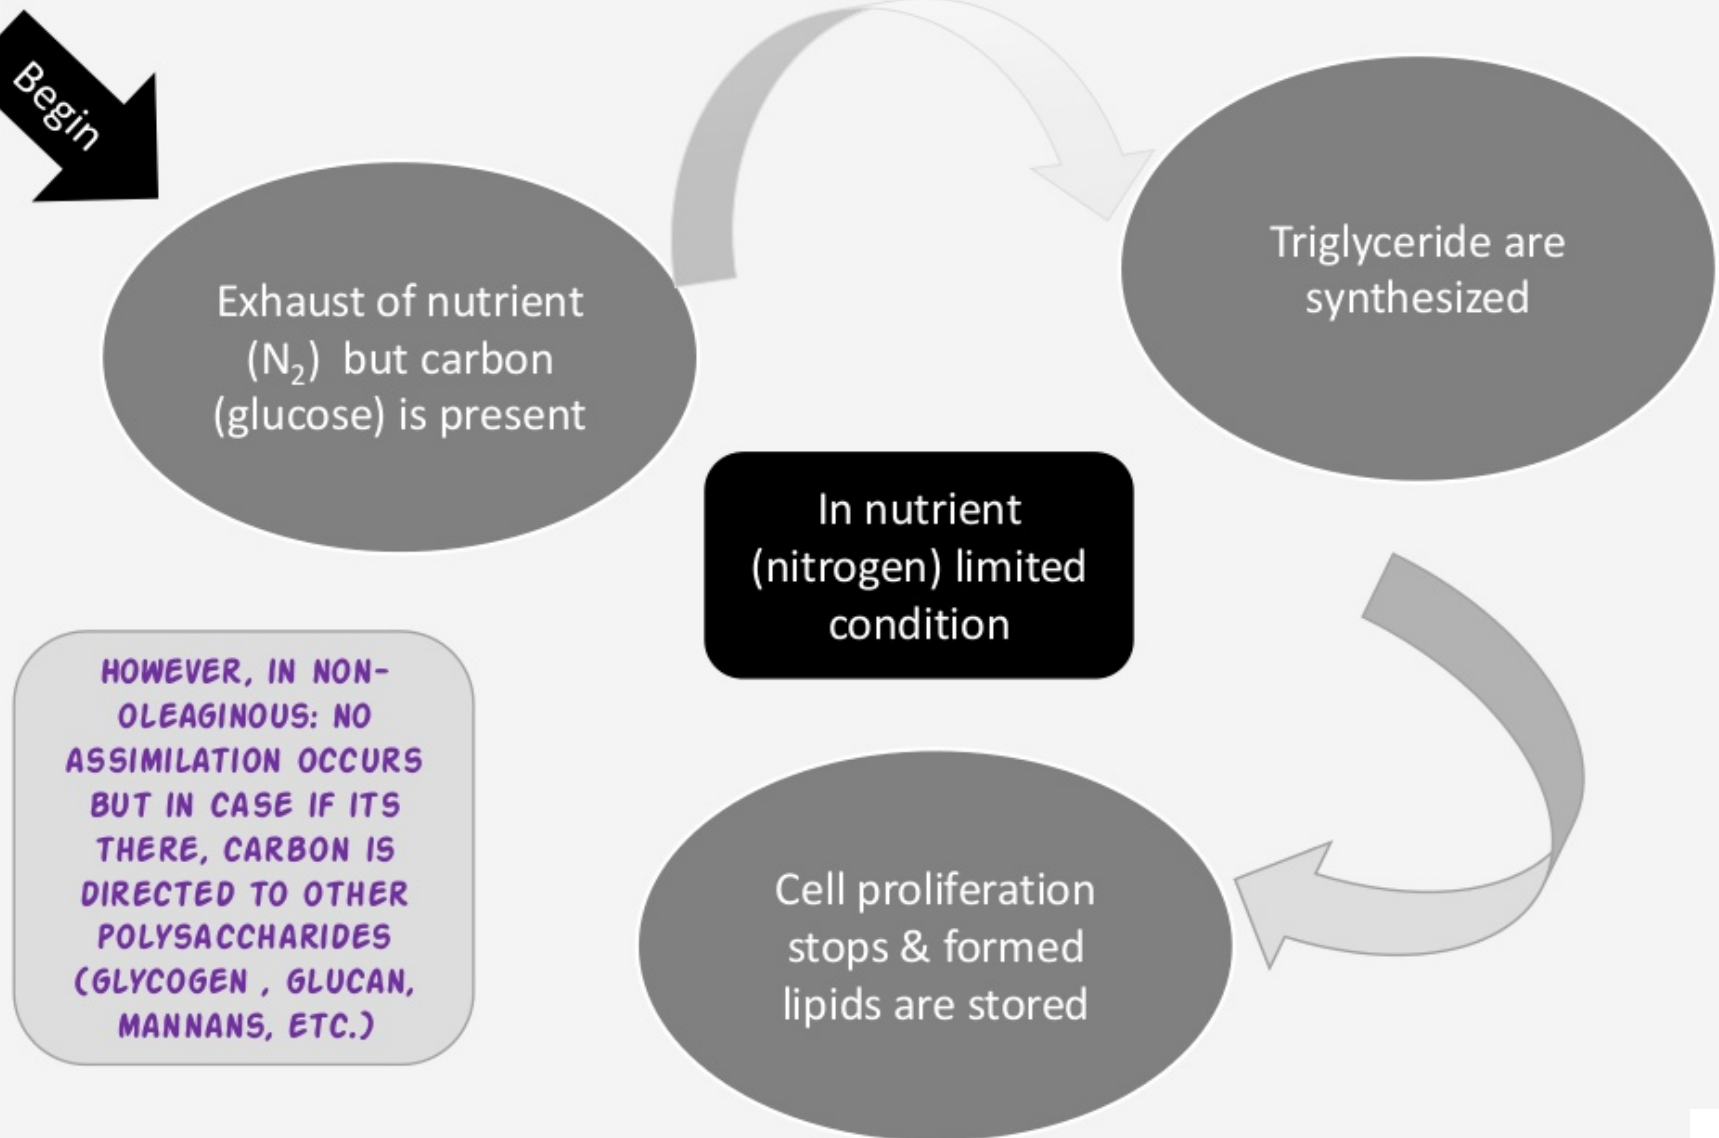 Begin
Exhaust of nutrient
(N₂) but carbon
(glucose) is present
Triglyceride are
synthesized
In nutrient
(nitrogen) limited
condition
Cell proliferation
stops & formed
lipids are stored
HOWEVER, IN NON-
OLEAGINOUS: NO
ASSIMILATION OCCURS
BUT IN CASE IF ITS
THERE, CARBON IS
DIRECTED TO OTHER
POLYSACCHARIDES
(GLYCOGEN , GLUCAN,
MANNANS, ETC.)